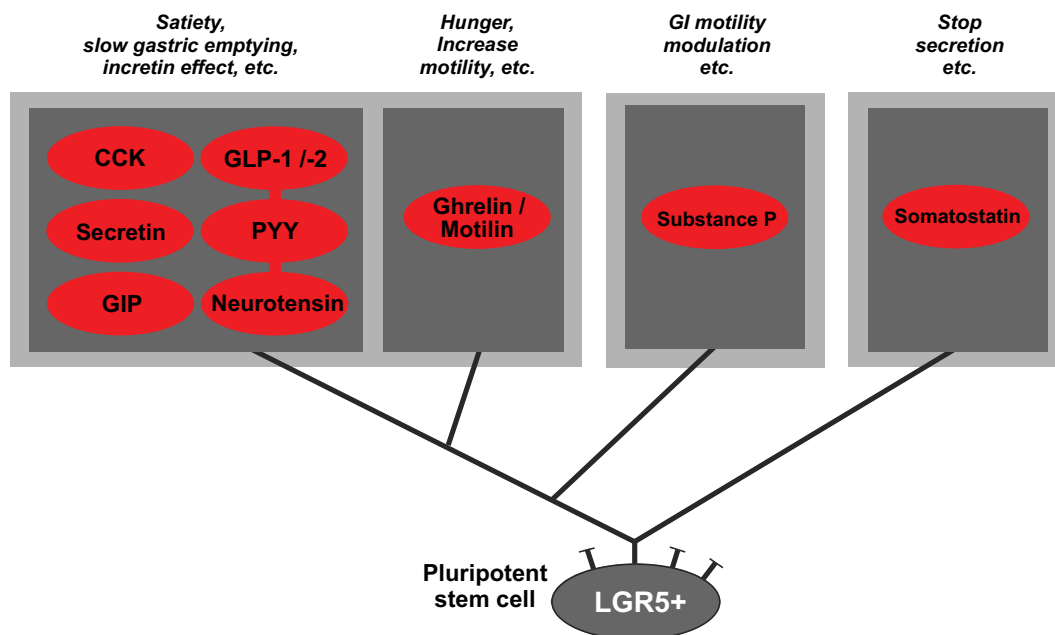 Satiety,
slow gastric emptying,
incretin effect, etc.
Hunger,
Increase
motility, etc.
GI motility
modulation
etc.
Stop
secretion
etc.
CCK
GLP-1 /-2
Secretin
PYY
GIP
Neurotensin
Ghrelin /
Motilin
Substance P
Somatostatin
Pluripotent
stem cell
LGR5+